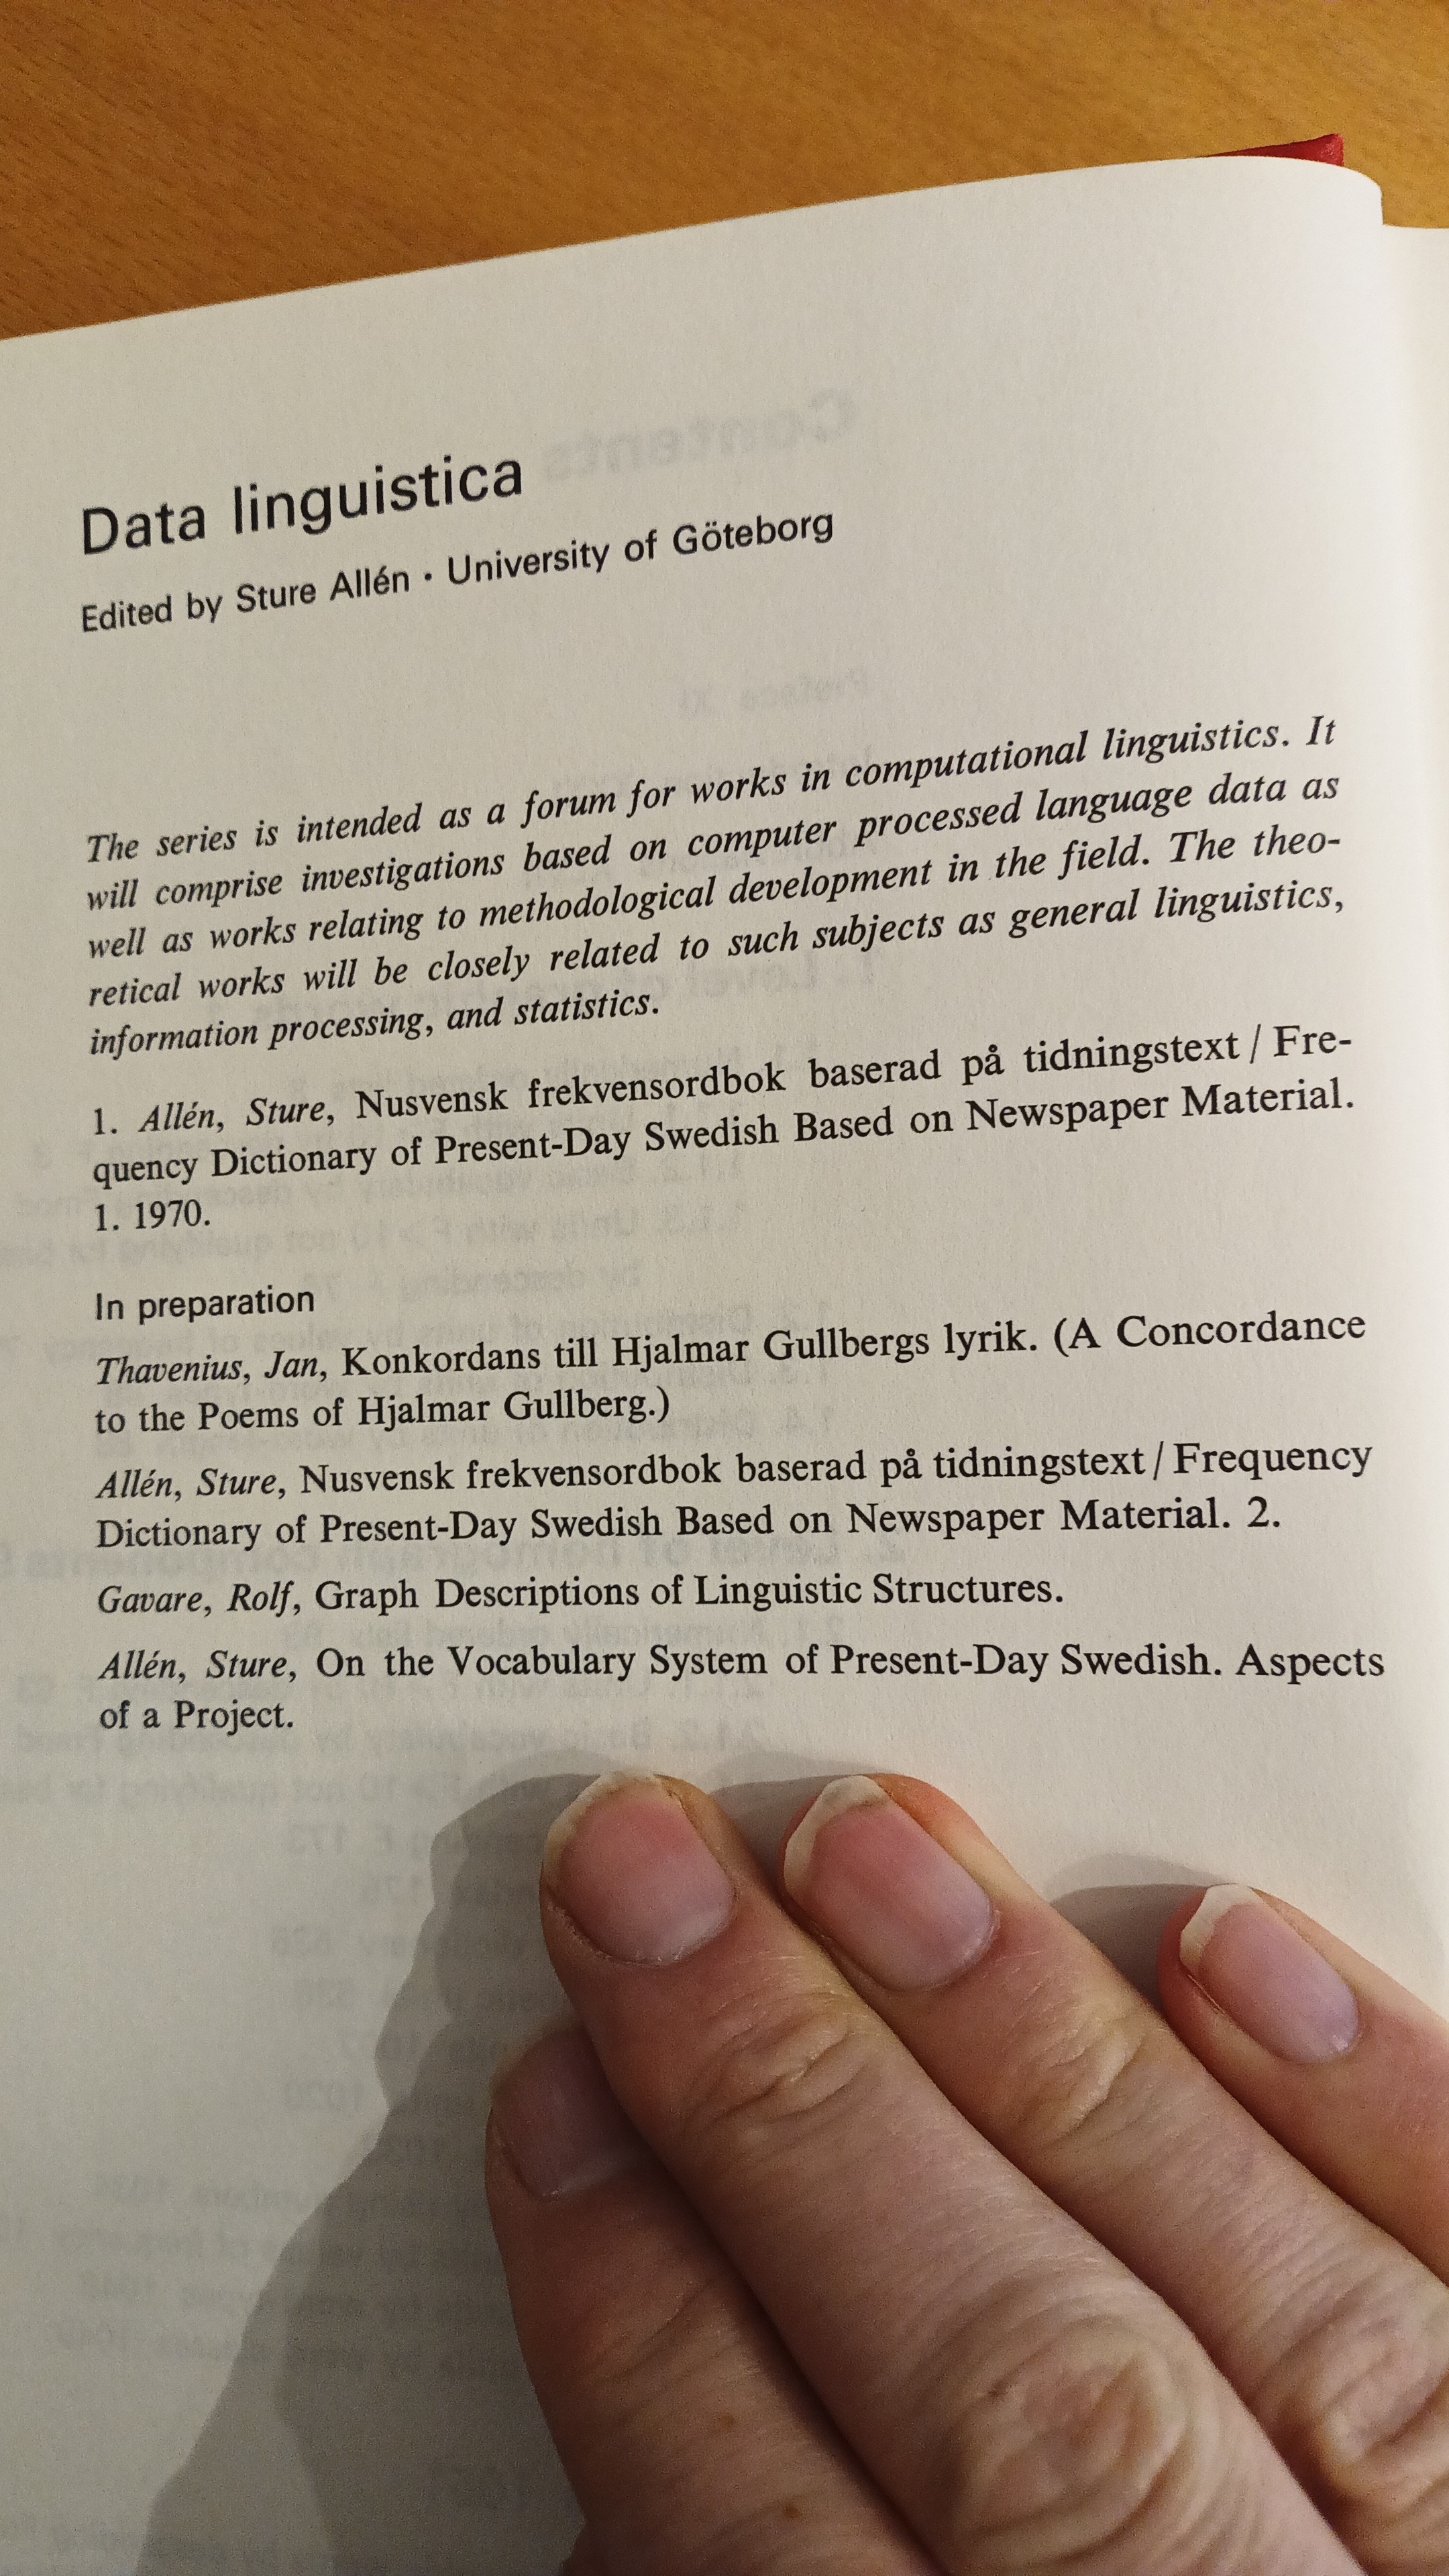 Data linguistica
Edited by Sture Allén · University of Göteborg
The series is intended as a forum for works in computational linguistics. It
will comprise investigations based on computer processed language data as
well as works relating to methodological development in the field. The theo-
retical works will be closely related to such subjects as general linguistics,
information processing, and statistics.
1. Allén, Sture, Nusvensk frekvensordbok baserad på tidningstext / Fre-
quency Dictionary of Present-Day Swedish Based on Newspaper Material.
1. 1970.
In preparation
Thavenius, Jan, Konkordans till Hjalmar Gullbergs lyrik. (A Concordance
to the Poems of Hjalmar Gullberg.)
Allén, Sture, Nusvensk frekvensordbok baserad på tidningstext / Frequency
Dictionary of Present-Day Swedish Based on Newspaper Material. 2.
Gavare, Rolf, Graph Descriptions of Linguistic Structures.
Allén, Sture, On the Vocabulary System of Present-Day Swedish. Aspects
of a Project.